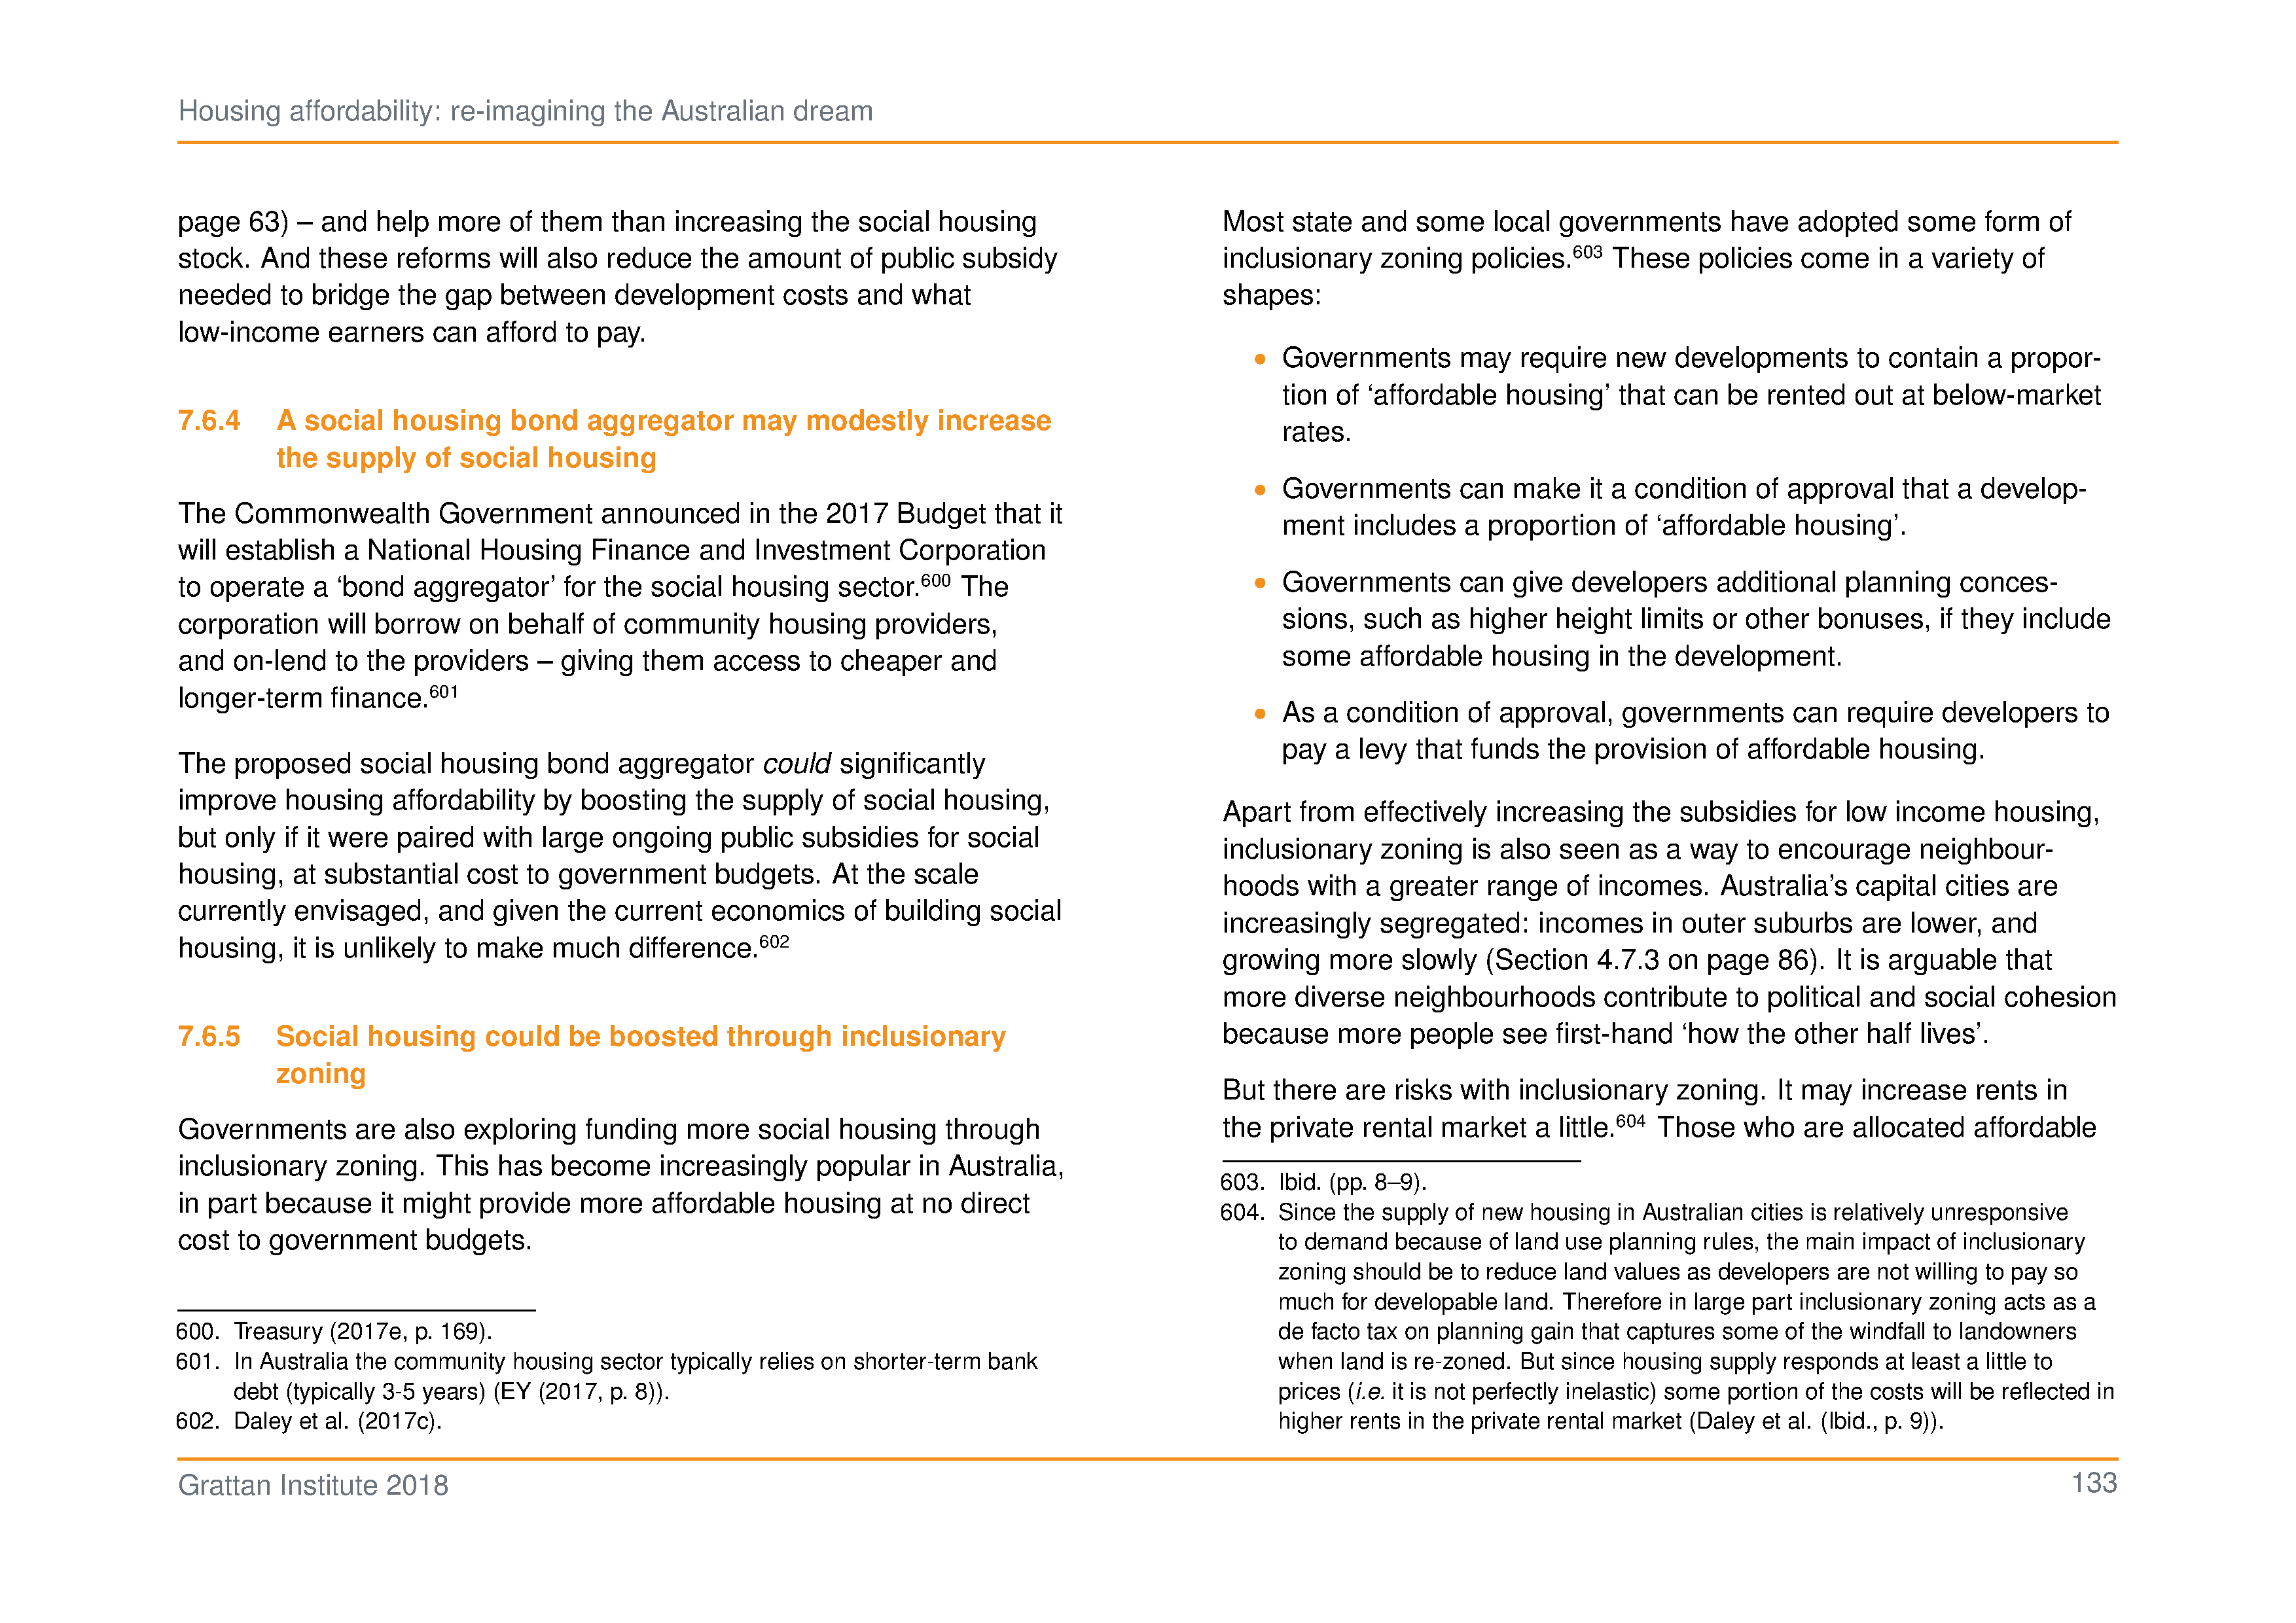 Housing affordability: re-imagining the Australian dream
page 63) – and help more of them than increasing the social housing
stock. And these reforms will also reduce the amount of public subsidy
needed to bridge the gap between development costs and what
low-income earners can afford to pay.
7.6.4 A social housing bond aggregator may modestly increase
the supply of social housing
The Commonwealth Government announced in the 2017 Budget that it
will establish a National Housing Finance and Investment Corporation
to operate a ‘bond aggregator’ for the social housing sector.600 The
corporation will borrow on behalf of community housing providers,
and on-lend to the providers – giving them access to cheaper and
longer-term finance.601
The proposed social housing bond aggregator could significantly
improve housing affordability by boosting the supply of social housing,
but only if it were paired with large ongoing public subsidies for social
housing, at substantial cost to government budgets. At the scale
currently envisaged, and given the current economics of building social
housing, it is unlikely to make much difference.602
7.6.5 Social housing could be boosted through inclusionary
zoning
Governments are also exploring funding more social housing through
inclusionary zoning. This has become increasingly popular in Australia,
in part because it might provide more affordable housing at no direct
cost to government budgets.
600. Treasury (2017e, p. 169).
601. In Australia the community housing sector typically relies on shorter-term bank
debt (typically 3-5 years) (EY (2017, p. 8)).
602. Daley et al. (2017c).
Most state and some local governments have adopted some form of
inclusionary zoning policies.603 These policies come in a variety of
shapes:
• Governments may require new developments to contain a propor-
tion of ‘affordable housing’ that can be rented out at below-market
rates.
• Governments can make it a condition of approval that a develop-
ment includes a proportion of ‘affordable housing’.
• Governments can give developers additional planning conces-
sions, such as higher height limits or other bonuses, if they include
some affordable housing in the development.
• As a condition of approval, governments can require developers to
pay a levy that funds the provision of affordable housing.
Apart from effectively increasing the subsidies for low income housing,
inclusionary zoning is also seen as a way to encourage neighbour-
hoods with a greater range of incomes. Australia’s capital cities are
increasingly segregated: incomes in outer suburbs are lower, and
growing more slowly (Section 4.7.3 on page 86). It is arguable that
more diverse neighbourhoods contribute to political and social cohesion
because more people see first-hand ‘how the other half lives’.
But there are risks with inclusionary zoning. It may increase rents in
the private rental market a little.604 Those who are allocated affordable
603. Ibid. (pp. 8–9).
604. Since the supply of new housing in Australian cities is relatively unresponsive
to demand because of land use planning rules, the main impact of inclusionary
zoning should be to reduce land values as developers are not willing to pay so
much for developable land. Therefore in large part inclusionary zoning acts as a
de facto tax on planning gain that captures some of the windfall to landowners
when land is re-zoned. But since housing supply responds at least a little to
prices (i.e. it is not perfectly inelastic) some portion of the costs will be reflected in
higher rents in the private rental market (Daley et al. (Ibid., p. 9)).
Grattan Institute 2018
133